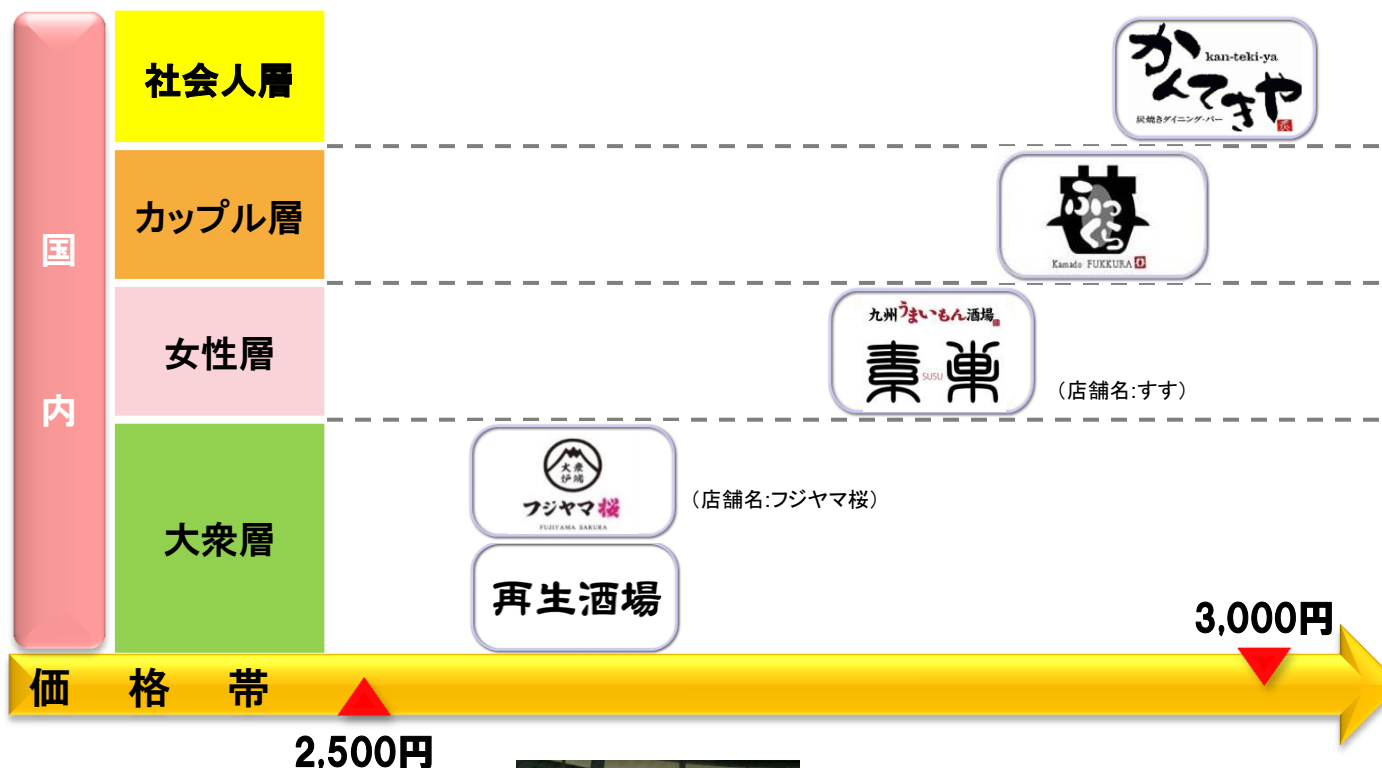 国内
社会人層
かんてきや
kan-teki-ya
炭焼きダイニング・バー
カップル層
ふっくら
Kamado FUKKURA
女性層
九州うまいもん酒場
素巣
SUSU
（店舗名:すす）
大衆層
大衆
炉端
フジヤマ桜
FUJIYAMA SAKURA
（店舗名:フジヤマ桜）
再生酒場
3,000円
価格帯
2,500円